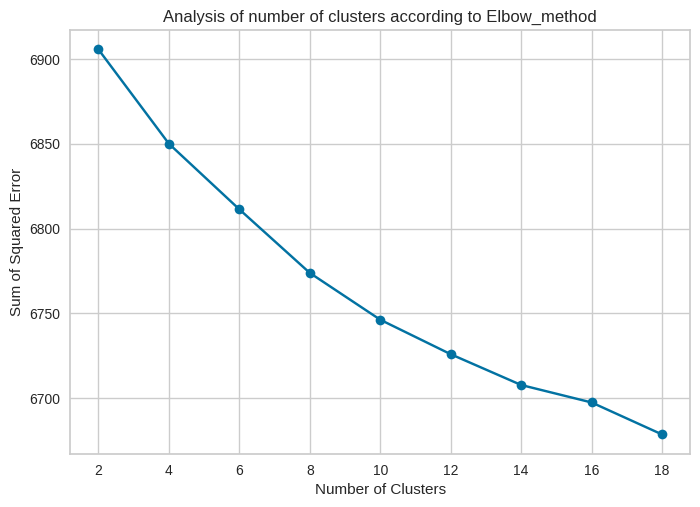 Analysis of number of clusters according to Elbow_method
Sum of Squared Error
6900
6850
6800
6750
6700
2 4 6 8 10 12 14 16 18
Number of Clusters